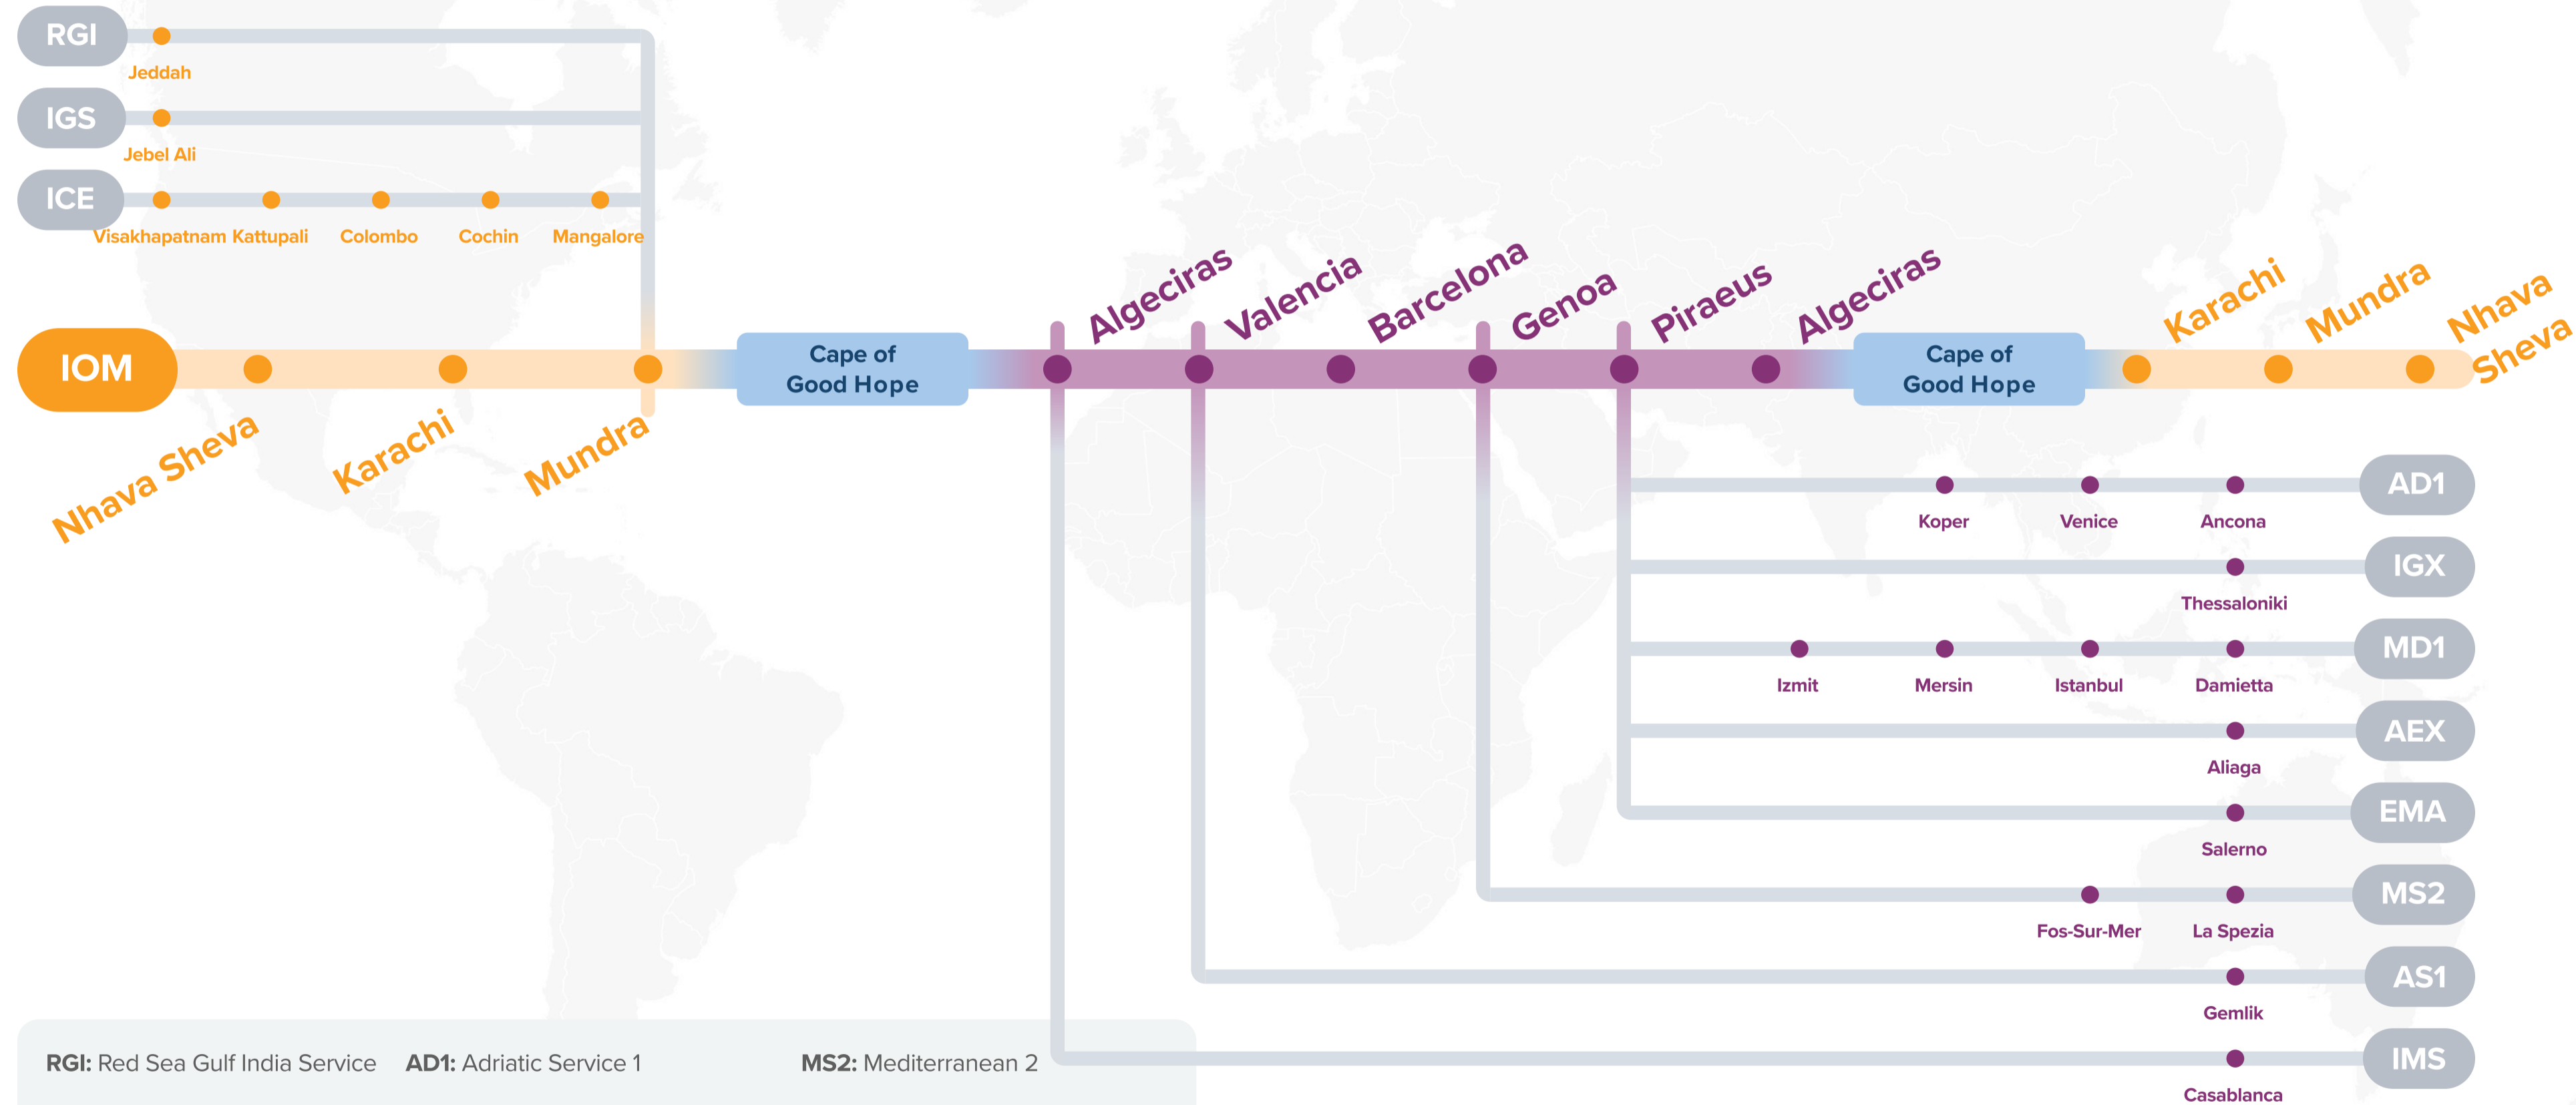 RGI
Jeddah
IGS
Jebel Ali
ICE
Visakhapatnam Kattupali Colombo Cochin Mangalore
Algeciras
Valencia
Barcelona
Genoa
Piraeus
Algeciras
Karachi
Mundra
Nhava
Sheva
IOM
Cape of
Good Hope
Cape of
Good Hope
Nhava Sheva
Karachi
Mundra
AD1
Koper Venice Ancona
IGX
Thessaloniki
MD1
Izmit Mersin Istanbul Damietta
AEX
Aliaga
EMA
Salerno
MS2
Fos-Sur-Mer La Spezia
AS1
Gemlik
RGI: Red Sea Gulf India Service AD1: Adriatic Service 1 MS2: Mediterranean 2
IMS
Casablanca